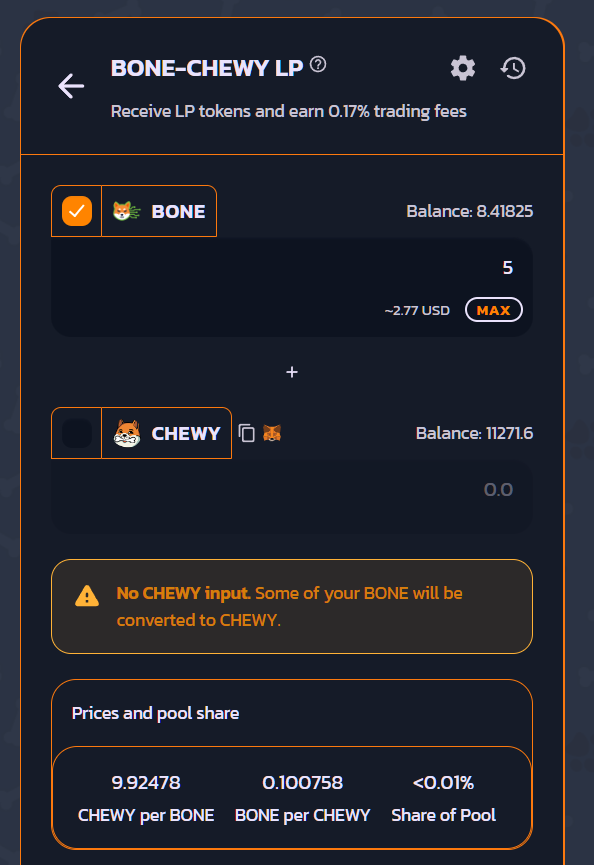 BONE-CHEWY LP
Receive LP tokens and earn 0.17% trading fees
BONE
Balance: 8.41825
5
~2.77 USD MAX
+
CHEWY
Balance: 11271.6
0.0
No CHEWY input. Some of your BONE will be
converted to CHEWY.
Prices and pool share
9.92478 0.100758 <0.01%
CHEWY per BONE BONE per CHEWY Share of Pool